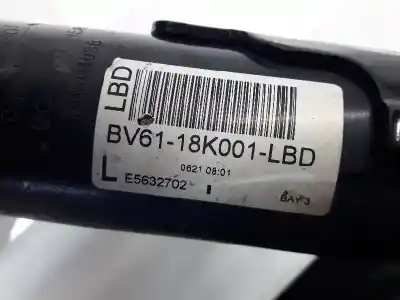 LBD
BV61-18K001-LBD
0621 08:01
L E5632702
BAY 3